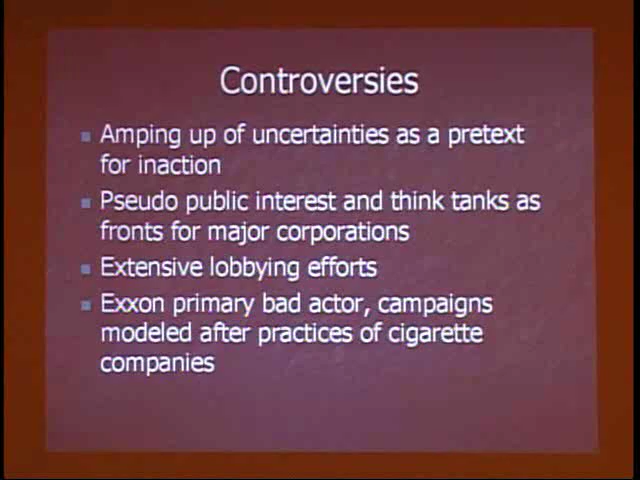 Controversies
Amping up of uncertainties as a pretext
for inaction
Pseudo public interest and think tanks as
fronts for major corporations
Extensive lobbying efforts
Exxon primary bad actor, campaigns
modeled after practices of cigarette
companies